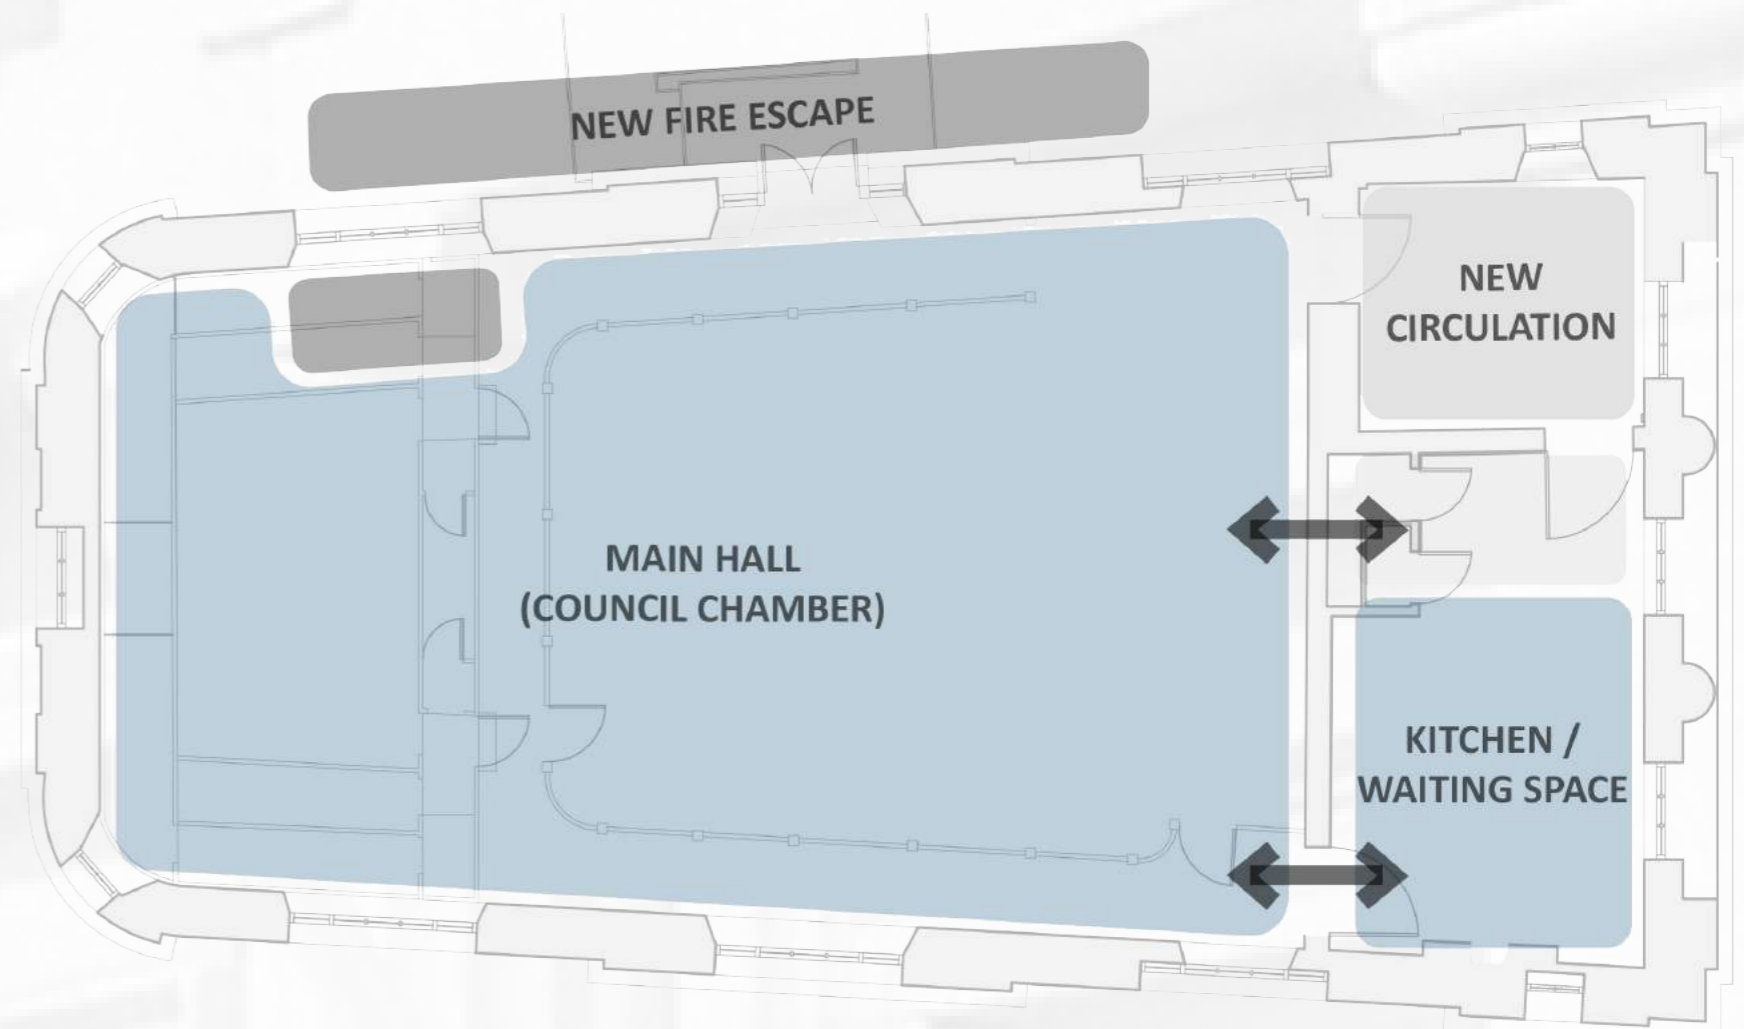 NEW FIRE ESCAPE
NEW
CIRCULATION
MAIN HALL
(COUNCIL CHAMBER)
KITCHEN /
WAITING SPACE